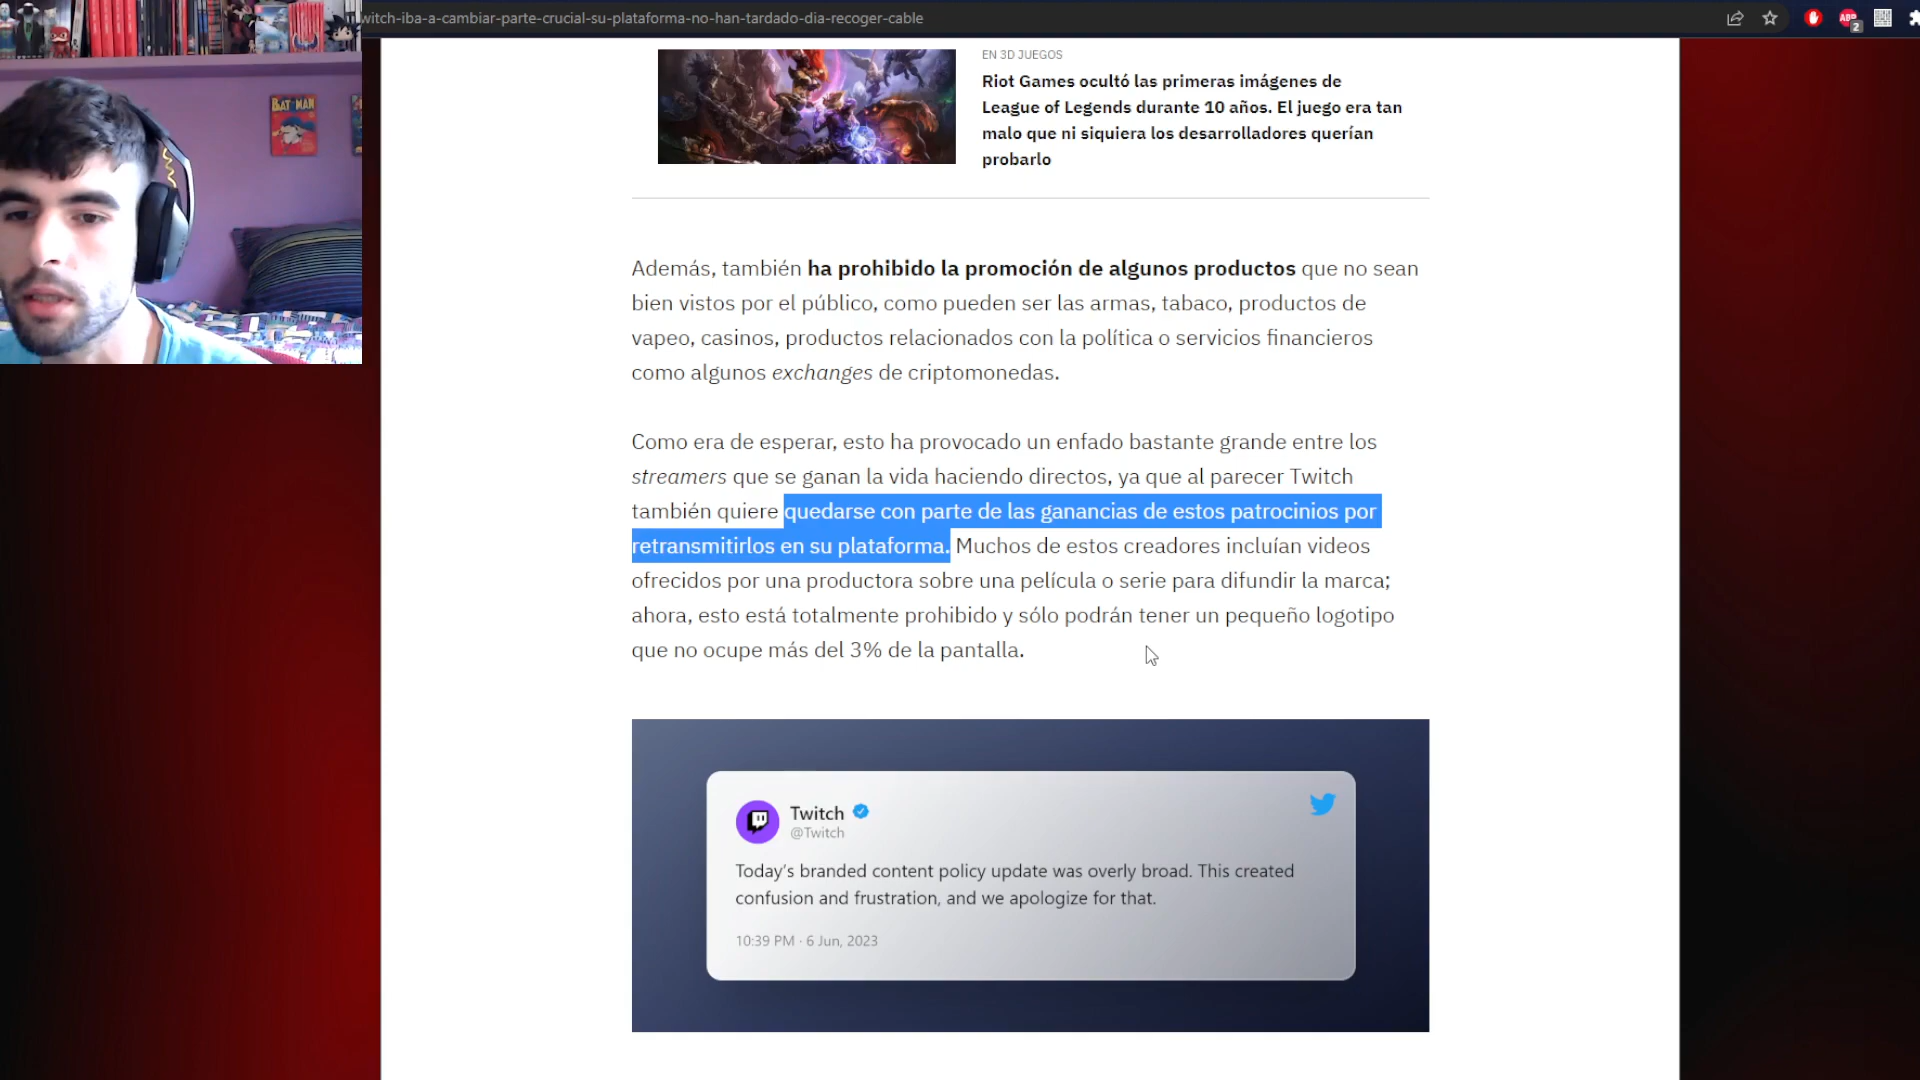 witch-iba-a-cambiar-parte-crucial-su-plataforma-no-han-tardado-dia-recoger-cable
ABP
2
BATMAN
EN 3D JUEGOS
Riot Games ocultó las primeras imágenes de
League of Legends durante 10 años. El juego era tan
malo que ni siquiera los desarrolladores querían
probarlo
Además, también ha prohibido la promoción de algunos productos que no sean
bien vistos por el público, como pueden ser las armas, tabaco, productos de
vapeo, casinos, productos relacionados con la política o servicios financieros
como algunos exchanges de criptomonedas.
Como era de esperar, esto ha provocado un enfado bastante grande entre los
streamers que se ganan la vida haciendo directos, ya que al parecer Twitch
también quiere quedarse con parte de las ganancias de estos patrocinios por
retransmitirlos en su plataforma. Muchos de estos creadores incluían videos
ofrecidos por una productora sobre una película o serie para difundir la marca;
ahora, esto está totalmente prohibido y sólo podrán tener un pequeño logotipo
que no ocupe más del 3% de la pantalla.
Twitch
@Twitch
Today's branded content policy update was overly broad. This created
confusion and frustration, and we apologize for that.
10:39 PM · 6 Jun, 2023